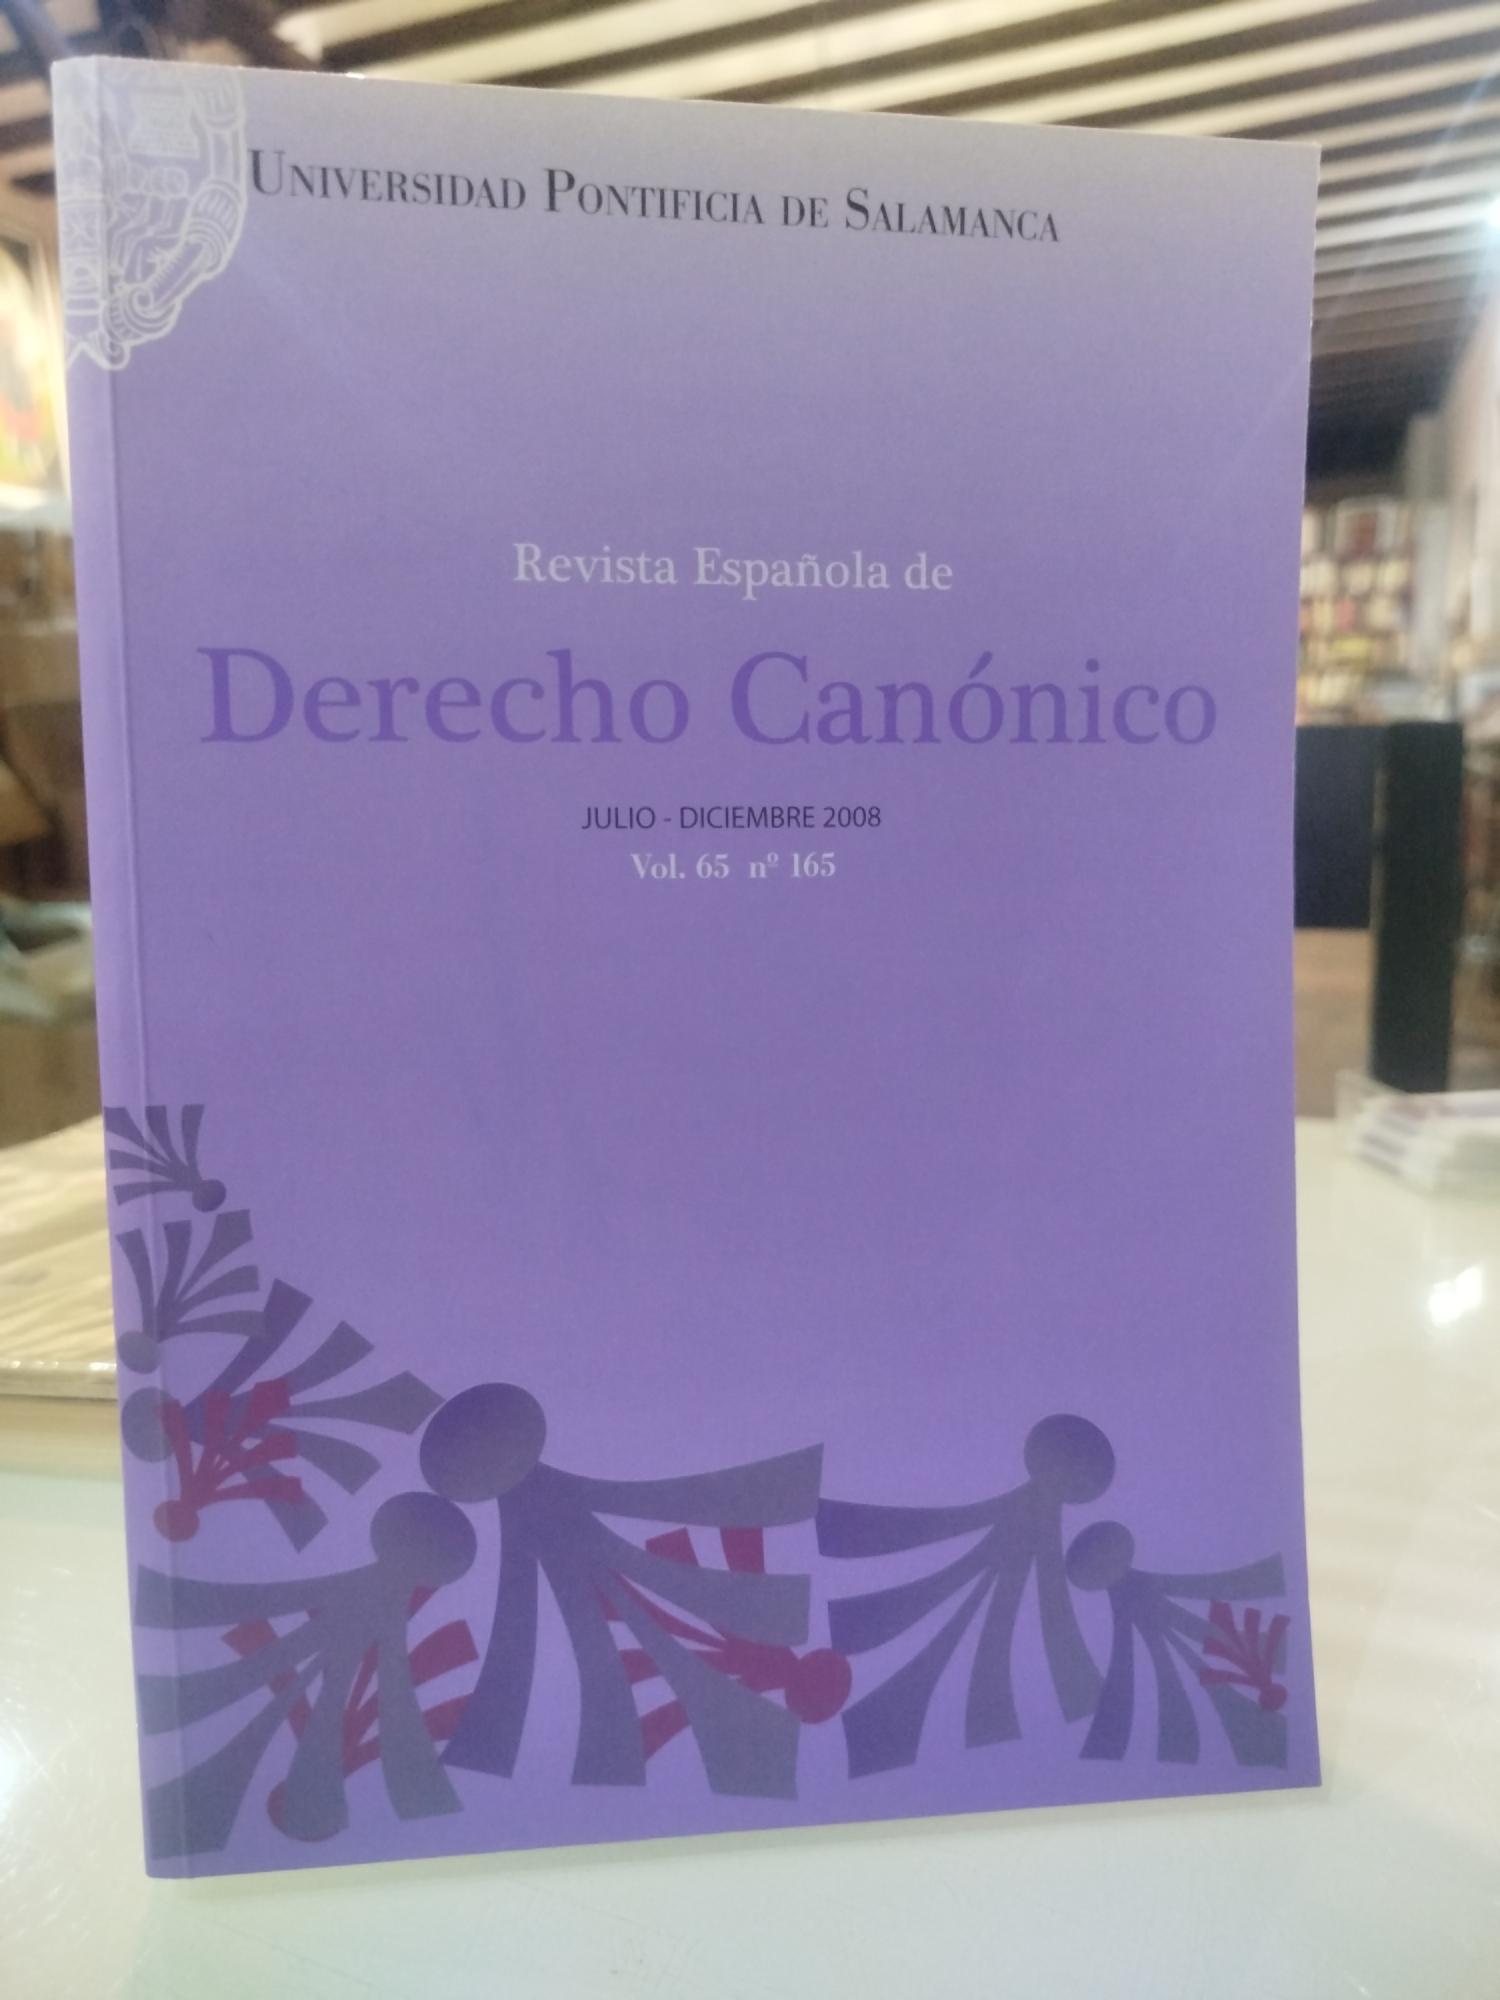 UNIVERSIDAD PONTIFICIA DE SALAMANCA
Revista Española de
Derecho Canónico
JULIO - DICIEMBRE 2008
Vol. 65 nº 165